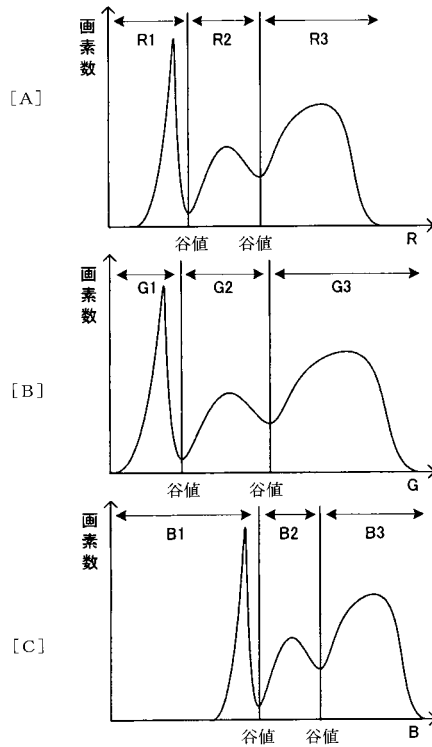 R1 R2 R3
画素数
[A]
谷値 谷値 R
G1 G2 G3
画素数
[B]
谷値 谷値 G
B1 B2 B3
画素数
[C]
谷値 谷値 B